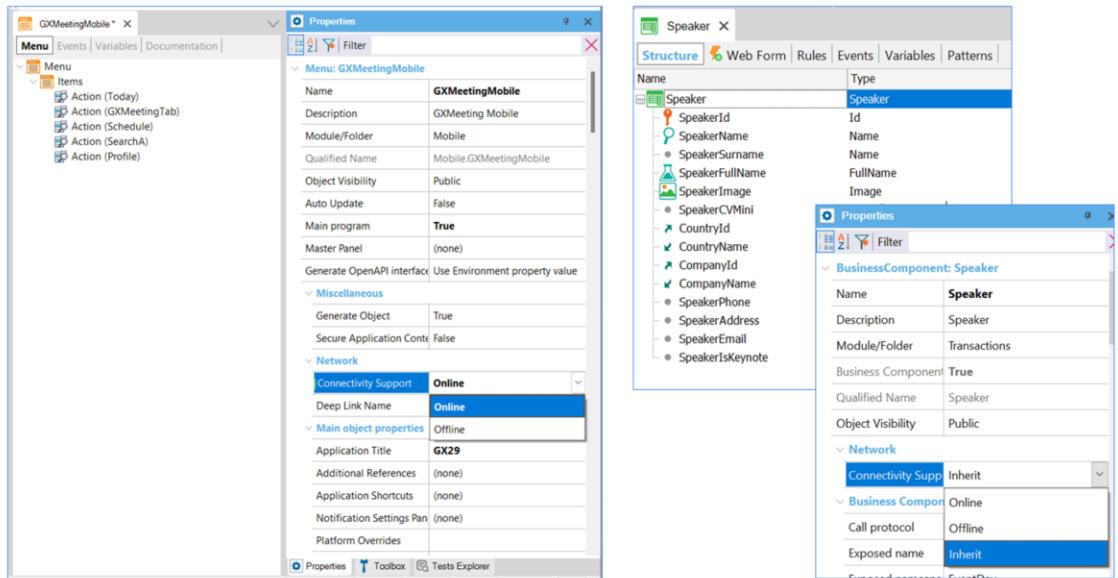 GXMeetingMobile *
Menu Events Variables Documentation
Menu
Items
Action (Today)
Action (GXMeetingTab)
Action (Schedule)
Action (SearchA)
Action (Profile)
Properties
Filter
Menu: GXMeetingMobile
Name GXMeetingMobile
Description GXMeeting Mobile
Module/Folder Mobile
Qualified Name Mobile.GXMeetingMobile
Object Visibility Public
Auto Update False
Main program True
Master Panel (none)
Generate OpenAPI interface Use Environment property value
Miscellaneous
Generate Object True
Secure Application Conte False
Network
Connectivity Support Online
Deep Link Name Online
Offline
Main object properties
Application Title GX29
Additional References (none)
Application Shortcuts (none)
Notification Settings Pan (none)
Platform Overrides
Properties Toolbox Tests Explorer
Speaker
Structure Web Form Rules Events Variables Patterns
Name Type
Speaker Speaker
SpeakerId Id
SpeakerName Name
SpeakerSurname Name
SpeakerFullName FullName
SpeakerImage Image
SpeakerCVMini
CountryId
CountryName
CompanyId
CompanyName
SpeakerPhone
SpeakerAddress
SpeakerEmail
SpeakerIsKeynote
Properties
Filter
BusinessComponent: Speaker
Name Speaker
Description Speaker
Module/Folder Transactions
Business Component True
Qualified Name Speaker
Object Visibility Public
Network
Connectivity Supp Inherit
Business Compon Online
Call protocol Offline
Exposed name Inherit
Exposed namespa EventDay